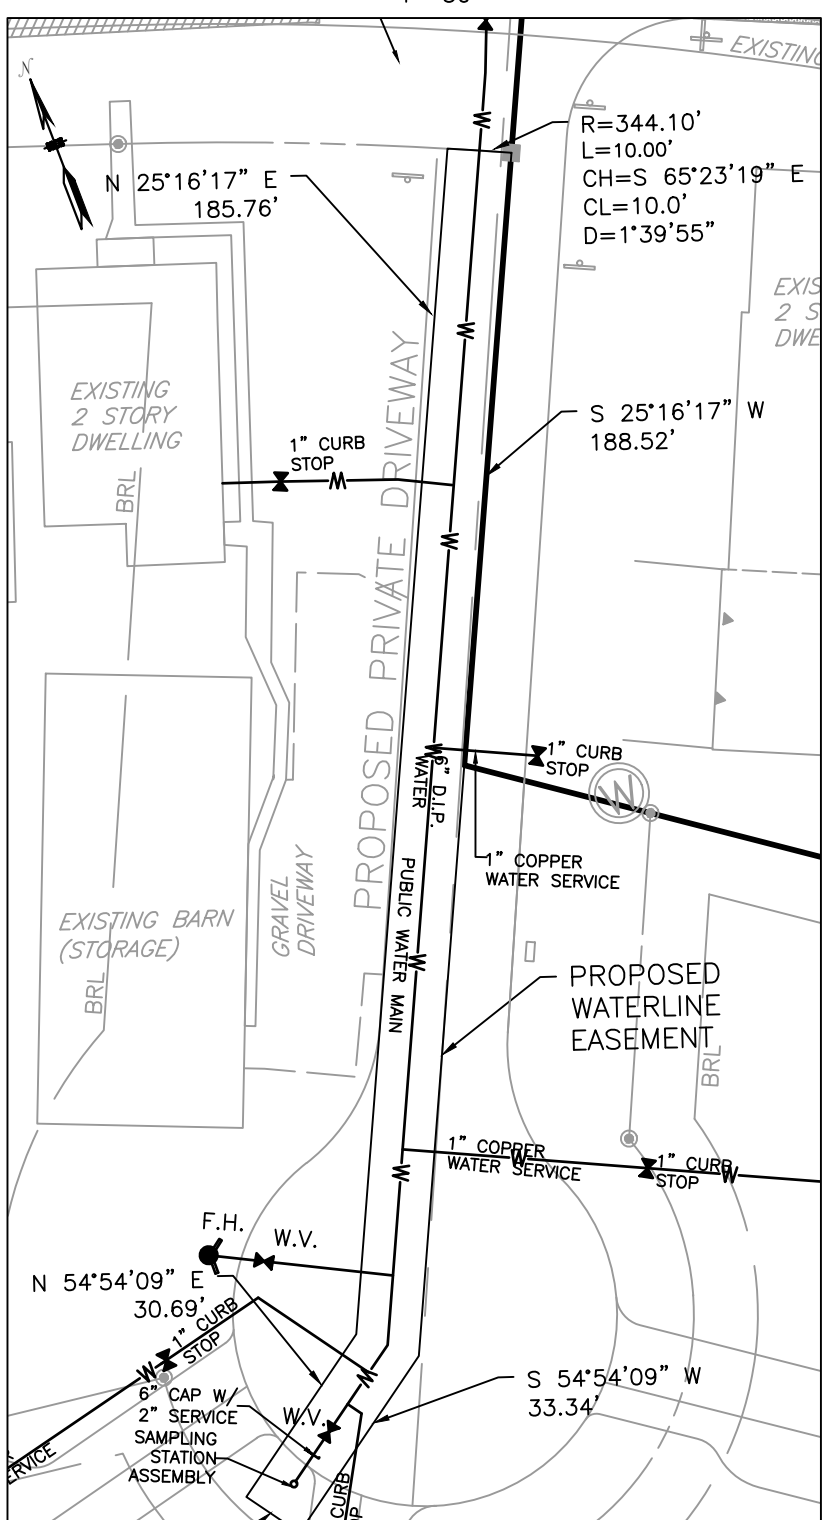 N
EXISTING
R=344.10'
L=10.00'
CH=S 65°23'19" E
CL=10.0'
D=1°39'55"
W
N 25°16'17" E
185.76'
W
EXISTING
2 STORY
DWELLING
BRL
1" CURB
STOP
W
S 25°16'17" W
188.52'
W
PROPOSED PRIVATE DRIVEWAY
W
6" D.I.P.
WATER
1" CURB
STOP
W
1" COPPER
WATER SERVICE
PUBLIC WATER MAIN
W
GRAVEL
DRIVEWAY
EXISTING BARN
(STORAGE)
BRL
PROPOSED
WATERLINE
EASEMENT
BRL
1" COPPER
WATER SERVICE
W
1" CURB
STOP
W
W
F.H.
W.V.
N 54°54'09" E
30.69'
1" CURB
STOP
W
W
S 54°54'09" W
33.34'
6" CAP W/
2" SERVICE
W.V.
SAMPLING
STATION
ASSEMBLY
CURB